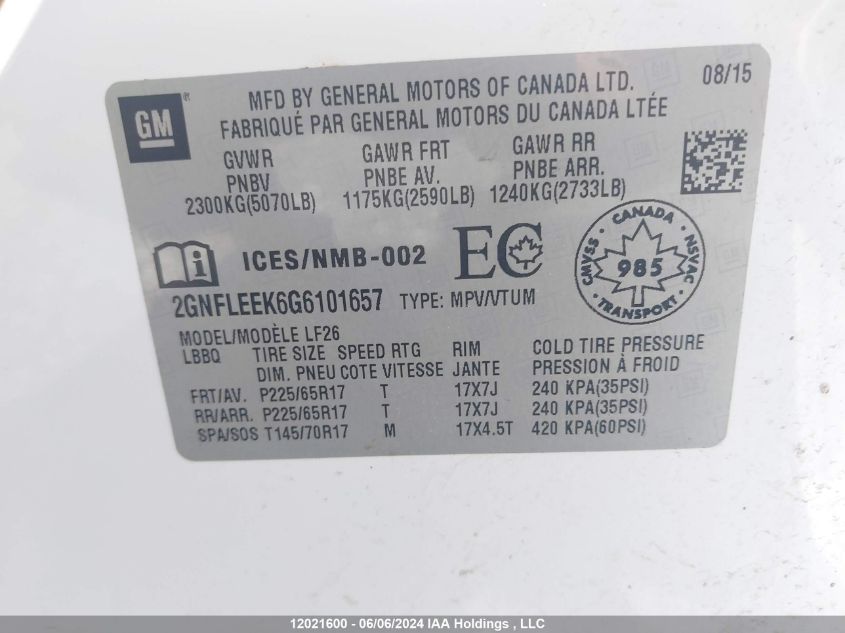 GM
MFD BY GENERAL MOTORS OF CANADA LTD. 08/15
FABRIQUÉ PAR GENERAL MOTORS DU CANADA LTÉE
GVWR GAWR FRT GAWR RR
PNBV PNBE AV. PNBE ARR.
2300KG(5070LB) 1175KG(2590LB) 1240KG(2733LB)
i ICES/NMB-002 EC
CANADA
CMVSS 985 NSVAC
TRANSPORT
2GNFLEEK6G6101657 TYPE: MPV/VTUM
MODEL/MODÈLE LF26
LBBQ TIRE SIZE SPEED RTG RIM COLD TIRE PRESSURE
DIM. PNEU COTE VITESSE JANTE PRESSION À FROID
FRT/AV. P225/65R17 T 17X7J 240 KPA(35PSI)
RR/ARR. P225/65R17 T 17X7J 240 KPA(35PSI)
SPA/SOS T145/70R17 M 17X4.5T 420 KPA(60PSI)
12021600 - 06/06/2024 IAA Holdings , LLC